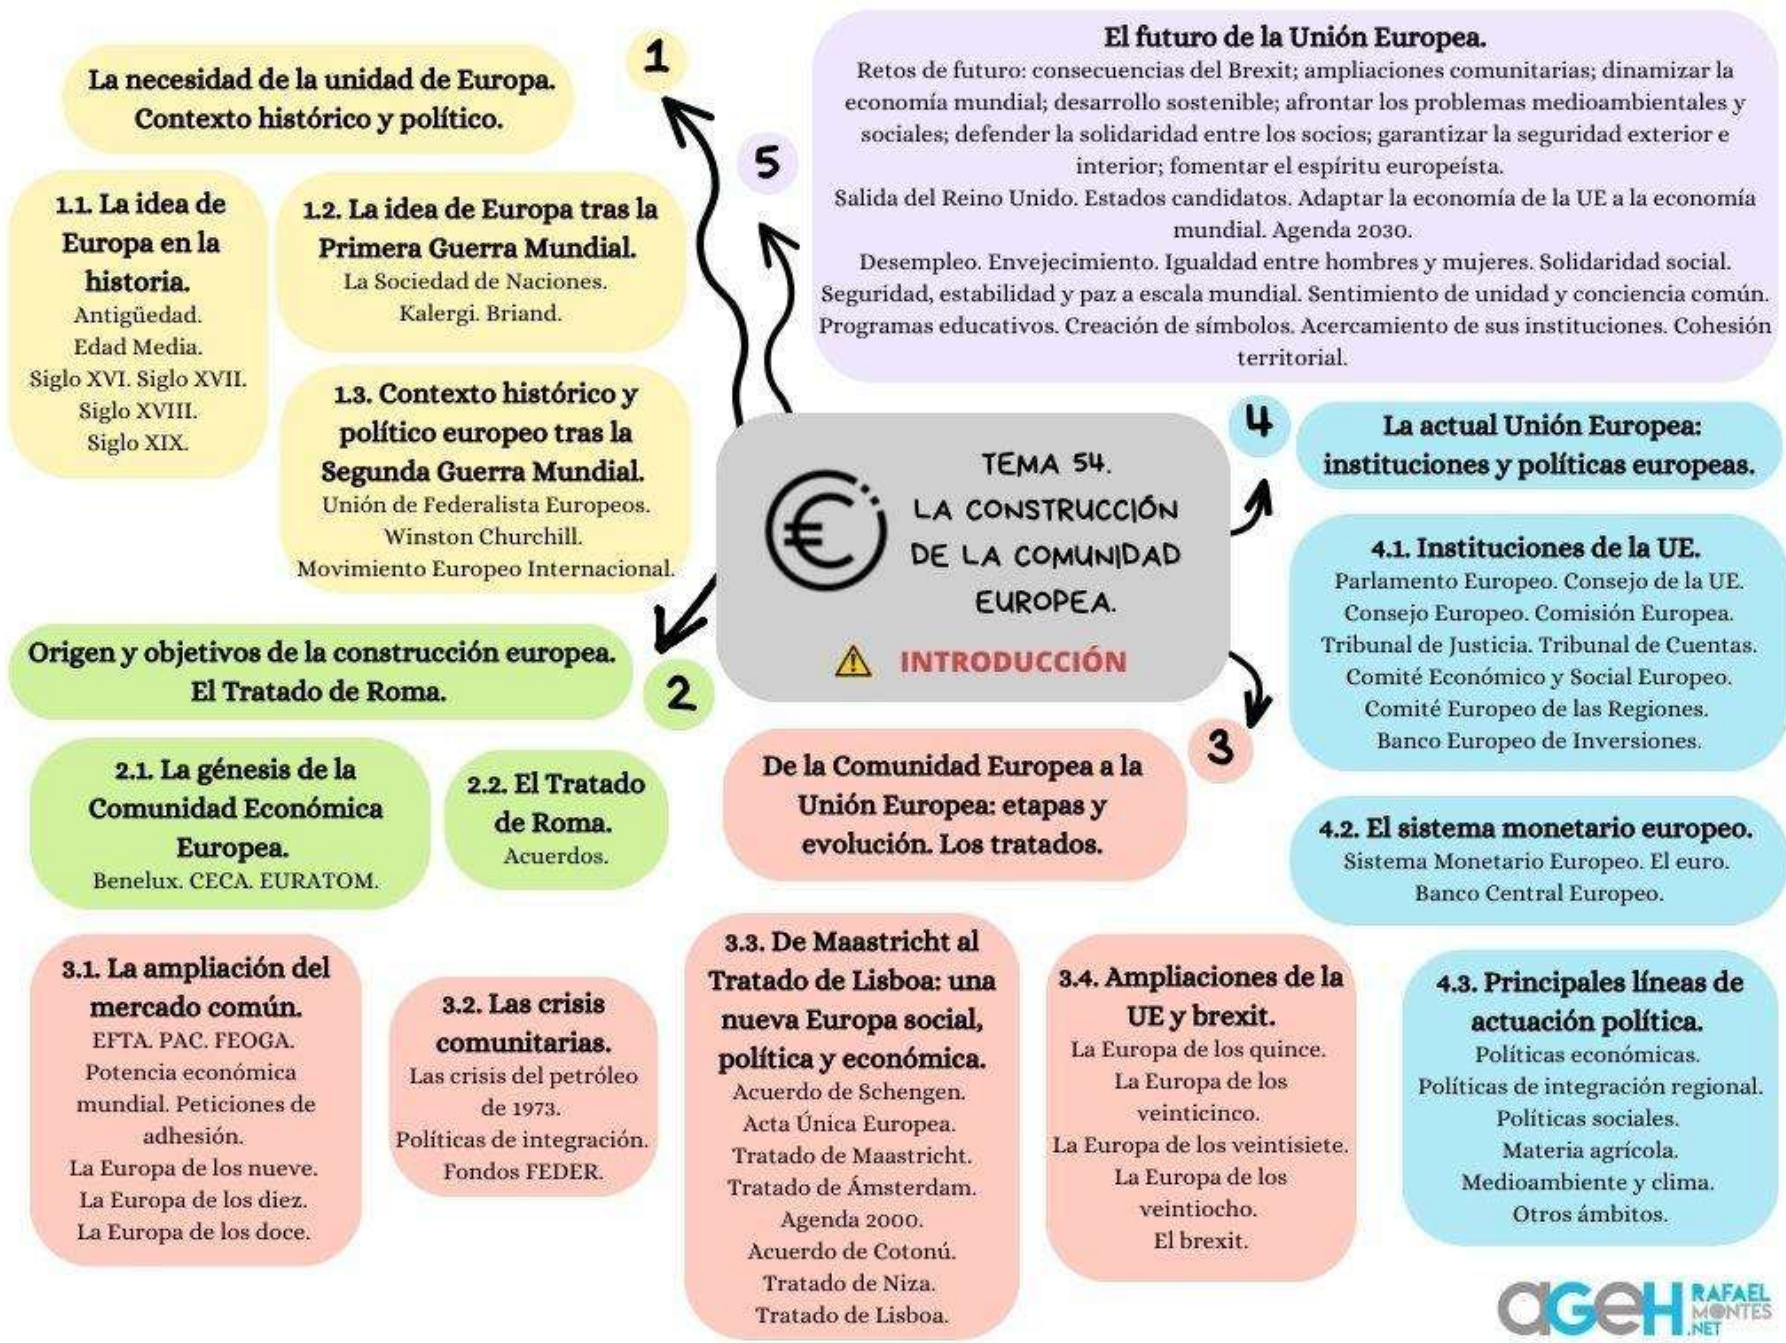 TEMA 54.
LA CONSTRUCCIÓN
DE LA COMUNIDAD
EUROPEA.
INTRODUCCIÓN
1
La necesidad de la unidad de Europa.
Contexto histórico y político.
1.1. La idea de
Europa en la
historia.
Antigüedad.
Edad Media.
Siglo XVI. Siglo XVII.
Siglo XVIII.
Siglo XIX.
1.2. La idea de Europa tras la
Primera Guerra Mundial.
La Sociedad de Naciones.
Kalergi. Briand.
1.3. Contexto histórico y
político europeo tras la
Segunda Guerra Mundial.
Unión de Federalista Europeos.
Winston Churchill.
Movimiento Europeo Internacional.
2
Origen y objetivos de la construcción europea.
El Tratado de Roma.
2.1. La génesis de la
Comunidad Económica
Europea.
Benelux. CECA. EURATOM.
2.2. El Tratado
de Roma.
Acuerdos.
3
De la Comunidad Europea a la
Unión Europea: etapas y
evolución. Los tratados.
3.1. La ampliación del
mercado común.
EFTA. PAC. FEOGA.
Potencia económica
mundial. Peticiones de
adhesión.
La Europa de los nueve.
La Europa de los diez.
La Europa de los doce.
3.2. Las crisis
comunitarias.
Las crisis del petróleo
de 1973.
Políticas de integración.
Fondos FEDER.
3.3. De Maastricht al
Tratado de Lisboa: una
nueva Europa social,
política y económica.
Acuerdo de Schengen.
Acta Única Europea.
Tratado de Maastricht.
Tratado de Ámsterdam.
Agenda 2000.
Acuerdo de Cotonú.
Tratado de Niza.
Tratado de Lisboa.
3.4. Ampliaciones de la
UE y brexit.
La Europa de los quince.
La Europa de los
veinticinco.
La Europa de los veintisiete.
La Europa de los
veintiocho.
El brexit.
4
La actual Unión Europea:
instituciones y políticas europeas.
4.1. Instituciones de la UE.
Parlamento Europeo. Consejo de la UE.
Consejo Europeo. Comisión Europea.
Tribunal de Justicia. Tribunal de Cuentas.
Comité Económico y Social Europeo.
Comité Europeo de las Regiones.
Banco Europeo de Inversiones.
4.2. El sistema monetario europeo.
Sistema Monetario Europeo. El euro.
Banco Central Europeo.
4.3. Principales líneas de
actuación política.
Políticas económicas.
Políticas de integración regional.
Políticas sociales.
Materia agrícola.
Medioambiente y clima.
Otros ámbitos.
5
El futuro de la Unión Europea.
Retos de futuro: consecuencias del Brexit; ampliaciones comunitarias; dinamizar la
economía mundial; desarrollo sostenible; afrontar los problemas medioambientales y
sociales; defender la solidaridad entre los socios; garantizar la seguridad exterior e
interior; fomentar el espíritu europeísta.
Salida del Reino Unido. Estados candidatos. Adaptar la economía de la UE a la economía
mundial. Agenda 2030.
Desempleo. Envejecimiento. Igualdad entre hombres y mujeres. Solidaridad social.
Seguridad, estabilidad y paz a escala mundial. Sentimiento de unidad y conciencia común.
Programas educativos. Creación de símbolos. Acercamiento de sus instituciones. Cohesión
territorial.
aGeH RAFAEL
MONTES
.NET